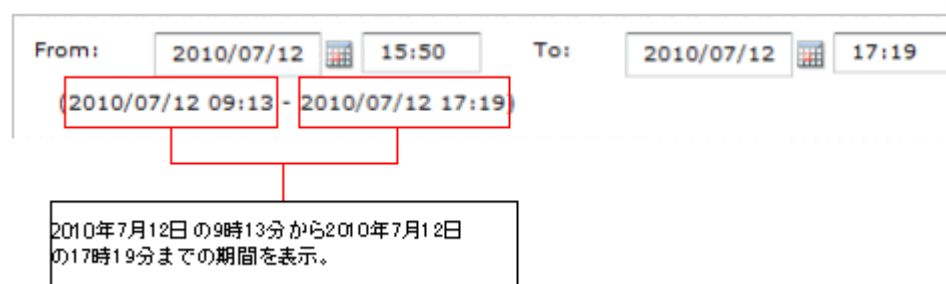 From: 2010/07/12 15:50 To: 2010/07/12 17:19
(2010/07/12 09:13 - 2010/07/12 17:19)
2010年7月12日の9時13分から2010年7月12日
の17時19分までの期間を表示。